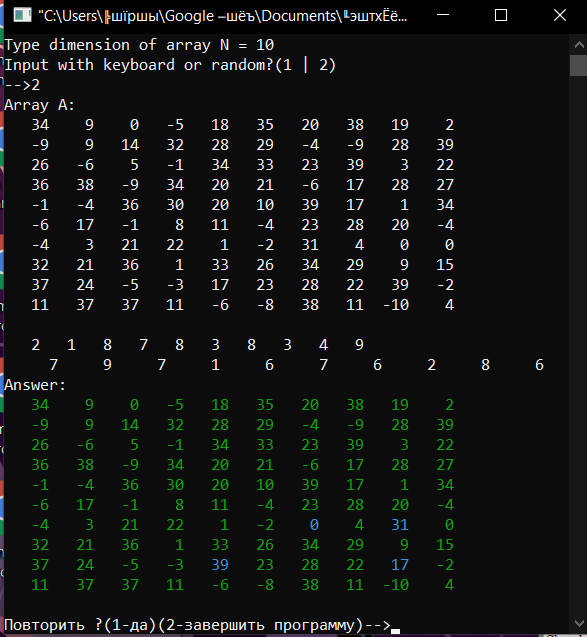 "C:\Users\╠шїршы\Google –шёъ\Documents\╙эштхЁё...
Type dimension of array N = 10
Input with keyboard or random?(1 | 2)
-->2
Array A:
34 9 0 -5 18 35 20 38 19 2
-9 9 14 32 28 29 -4 -9 28 39
26 -6 5 -1 34 33 23 39 3 22
36 38 -9 34 20 21 -6 17 28 27
-1 -4 36 30 20 10 39 17 1 34
-6 17 -1 8 11 -4 23 28 20 -4
-4 3 21 22 1 -2 31 4 0 0
32 21 36 1 33 26 34 29 9 15
37 24 -5 -3 17 23 28 22 39 -2
11 37 37 11 -6 -8 38 11 -10 4
2 1 8 7 8 3 8 3 4 9
7 9 7 1 6 7 6 2 8 6
Answer:
34 9 0 -5 18 35 20 38 19 2
-9 9 14 32 28 29 -4 -9 28 39
26 -6 5 -1 34 33 23 39 3 22
36 38 -9 34 20 21 -6 17 28 27
-1 -4 36 30 20 10 39 17 1 34
-6 17 -1 8 11 -4 23 28 20 -4
-4 3 21 22 1 -2 0 4 31 0
32 21 36 1 33 26 34 29 9 15
37 24 -5 -3 39 23 28 22 17 -2
11 37 37 11 -6 -8 38 11 -10 4
Повторить ?(1-да)(2-завершить программу)-->